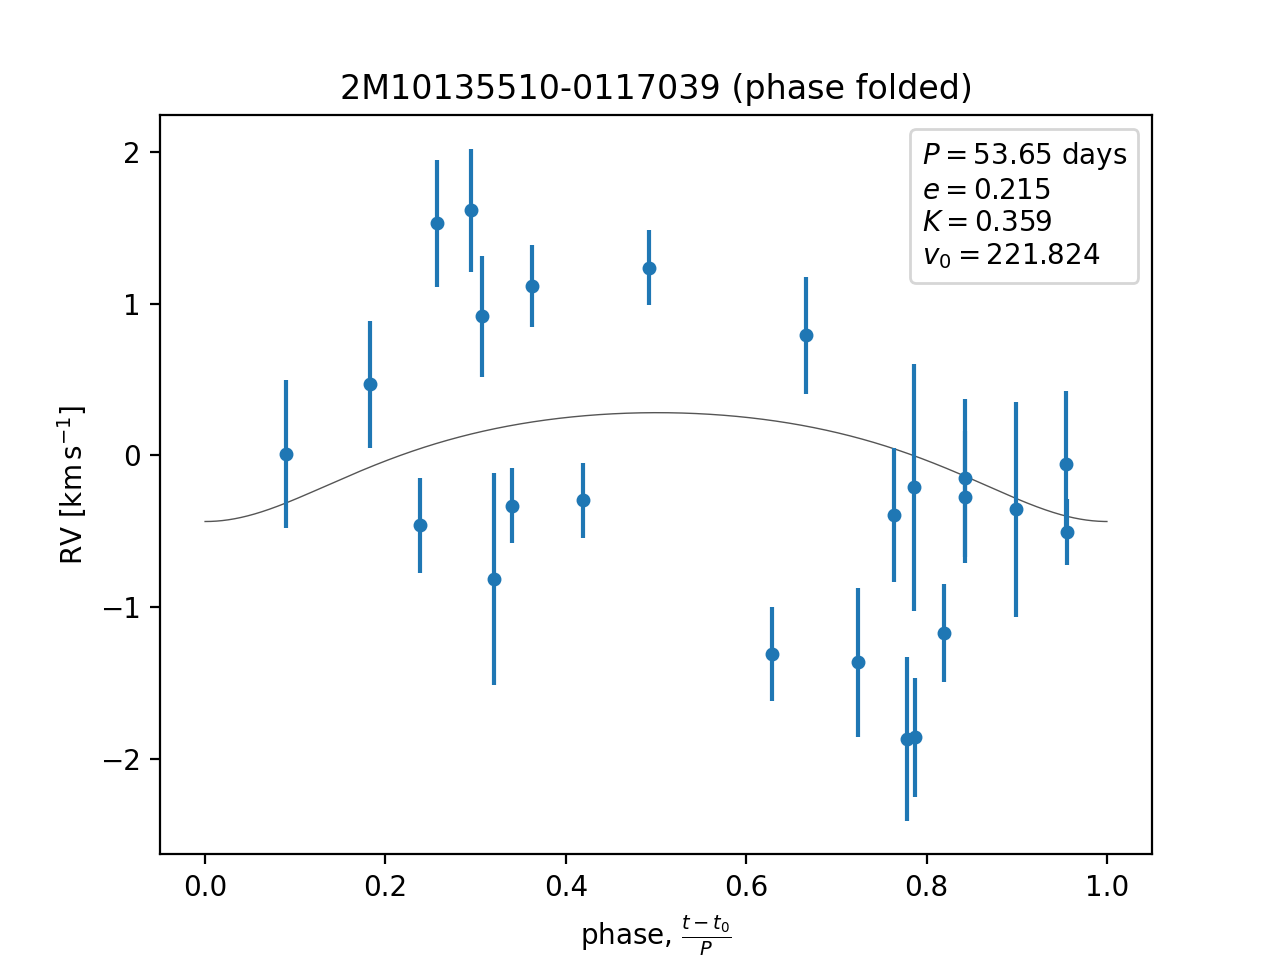 2M10135510-0117039 (phase folded)
P = 53.65 days
e = 0.215
K = 0.359
v₀ = 221.824
2
1
0
−1
−2
RV [km s⁻¹]
0.0 0.2 0.4 0.6 0.8 1.0
phase, (t − t₀)/P